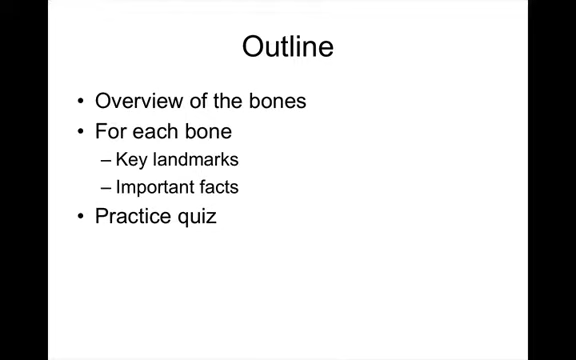 Outline
• Overview of the bones
• For each bone
– Key landmarks
– Important facts
• Practice quiz